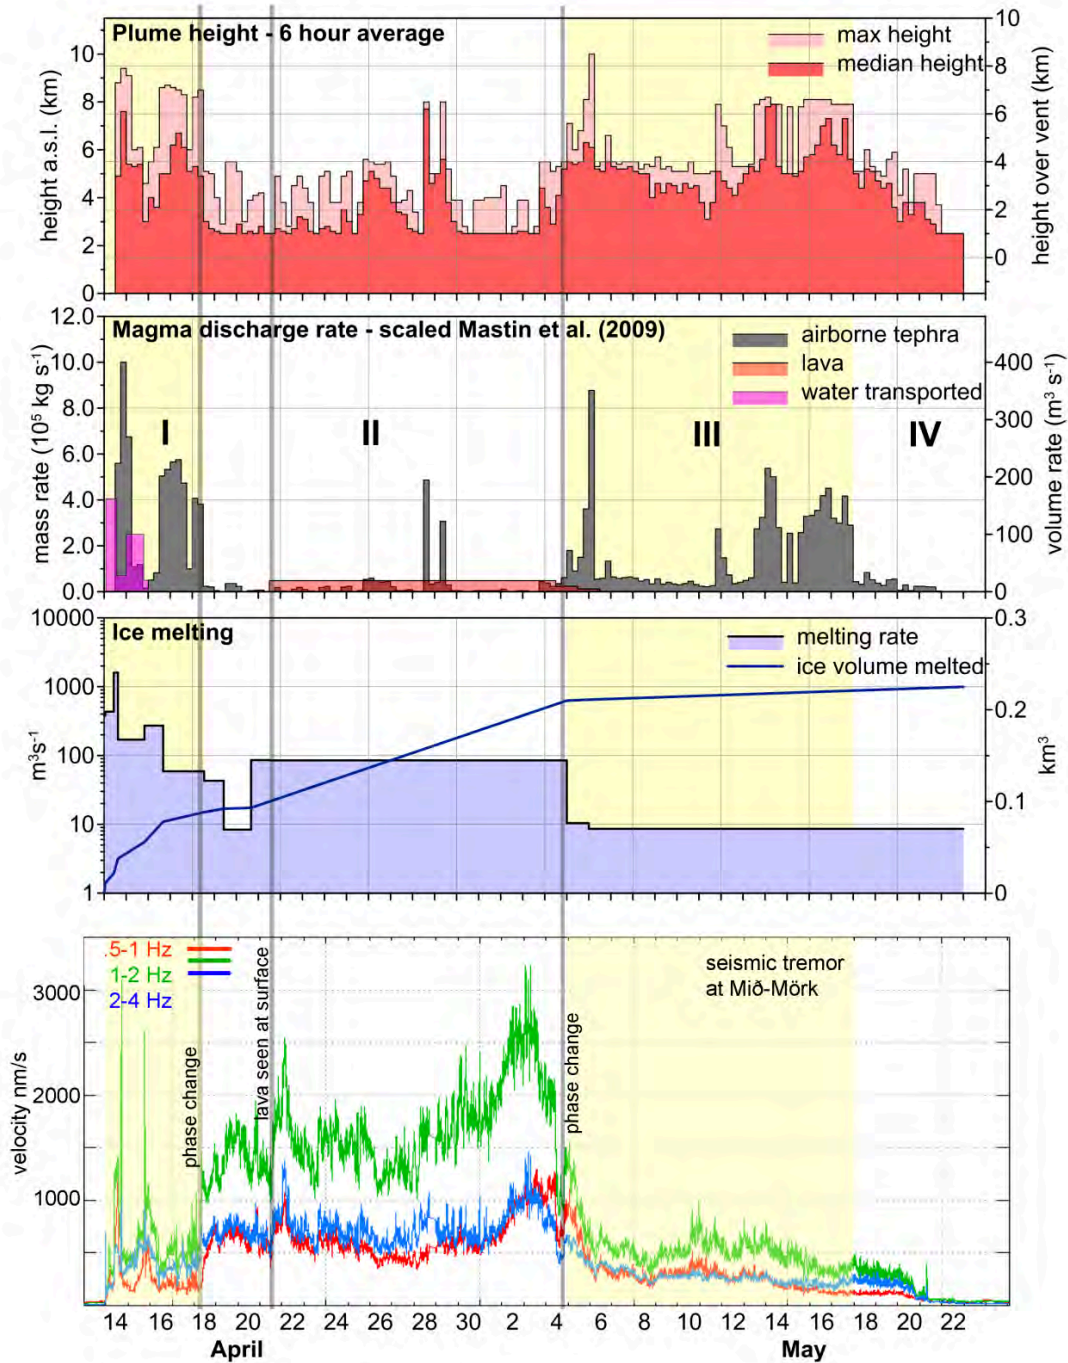 Plume height - 6 hour average
max height
median height
height a.s.l. (km)
10
8
6
4
2
0
height over vent (km)
10
8
6
4
2
0
Magma discharge rate - scaled Mastin et al. (2009)
airborne tephra
lava
water transported
mass rate (10⁵ kg s⁻¹)
12.0
10.0
8.0
6.0
4.0
2.0
0.0
volume rate (m³ s⁻¹)
400
300
200
100
0
I
II
III
IV
Ice melting
melting rate
ice volume melted
m³s⁻¹
10000
1000
100
10
1
km³
0.3
0.2
0.1
0
.5-1 Hz
1-2 Hz
2-4 Hz
seismic tremor
at Mið-Mörk
velocity nm/s
3000
2000
1000
phase change
lava seen at surface
phase change
14 16 18 20 22 24 26 28 30 2 4 6 8 10 12 14 16 18 20 22
April May